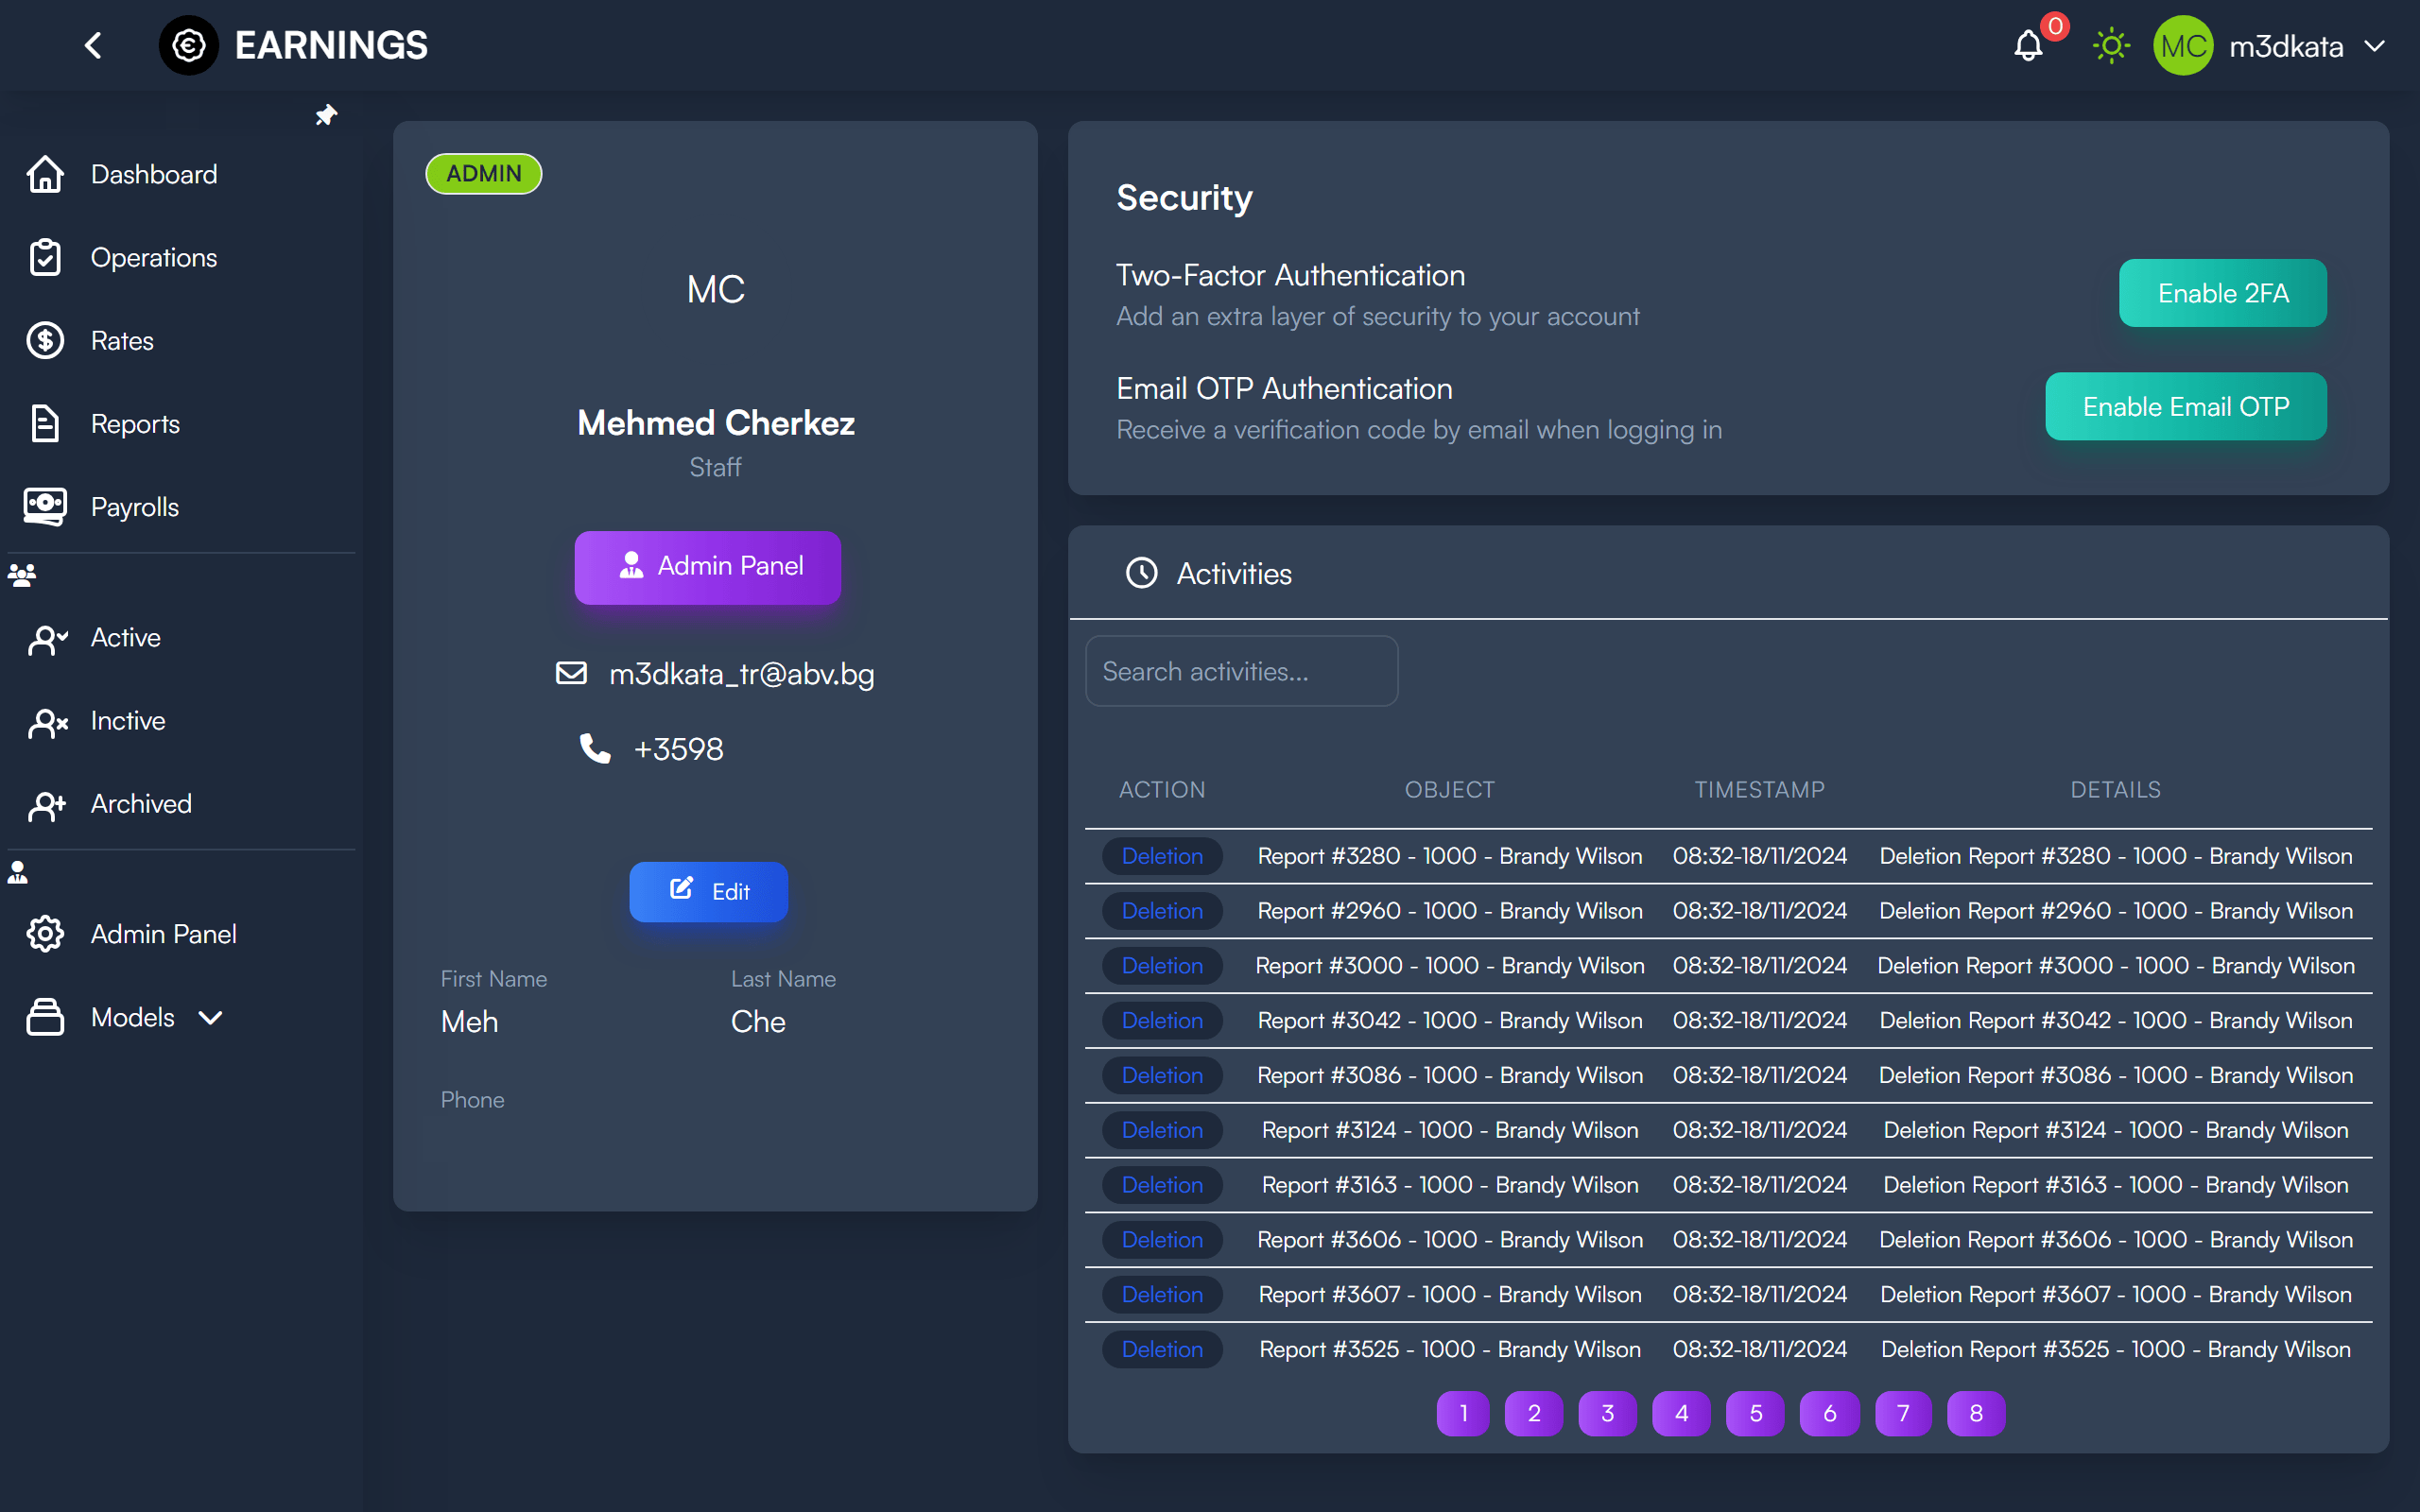 EARNINGS
0
MC
m3dkata
Dashboard
Operations
Rates
Reports
Payrolls
Active
Inctive
Archived
Admin Panel
Models
ADMIN
MC
Mehmed Cherkez
Staff
Admin Panel
m3dkata_tr@abv.bg
+3598
Edit
First Name Last Name
Meh Che
Phone
Security
Two-Factor Authentication
Add an extra layer of security to your account
Enable 2FA
Email OTP Authentication
Receive a verification code by email when logging in
Enable Email OTP
Activities
Search activities...
ACTION OBJECT TIMESTAMP DETAILS
Deletion Report #3280 - 1000 - Brandy Wilson 08:32-18/11/2024 Deletion Report #3280 - 1000 - Brandy Wilson
Deletion Report #2960 - 1000 - Brandy Wilson 08:32-18/11/2024 Deletion Report #2960 - 1000 - Brandy Wilson
Deletion Report #3000 - 1000 - Brandy Wilson 08:32-18/11/2024 Deletion Report #3000 - 1000 - Brandy Wilson
Deletion Report #3042 - 1000 - Brandy Wilson 08:32-18/11/2024 Deletion Report #3042 - 1000 - Brandy Wilson
Deletion Report #3086 - 1000 - Brandy Wilson 08:32-18/11/2024 Deletion Report #3086 - 1000 - Brandy Wilson
Deletion Report #3124 - 1000 - Brandy Wilson 08:32-18/11/2024 Deletion Report #3124 - 1000 - Brandy Wilson
Deletion Report #3163 - 1000 - Brandy Wilson 08:32-18/11/2024 Deletion Report #3163 - 1000 - Brandy Wilson
Deletion Report #3606 - 1000 - Brandy Wilson 08:32-18/11/2024 Deletion Report #3606 - 1000 - Brandy Wilson
Deletion Report #3607 - 1000 - Brandy Wilson 08:32-18/11/2024 Deletion Report #3607 - 1000 - Brandy Wilson
Deletion Report #3525 - 1000 - Brandy Wilson 08:32-18/11/2024 Deletion Report #3525 - 1000 - Brandy Wilson
1 2 3 4 5 6 7 8